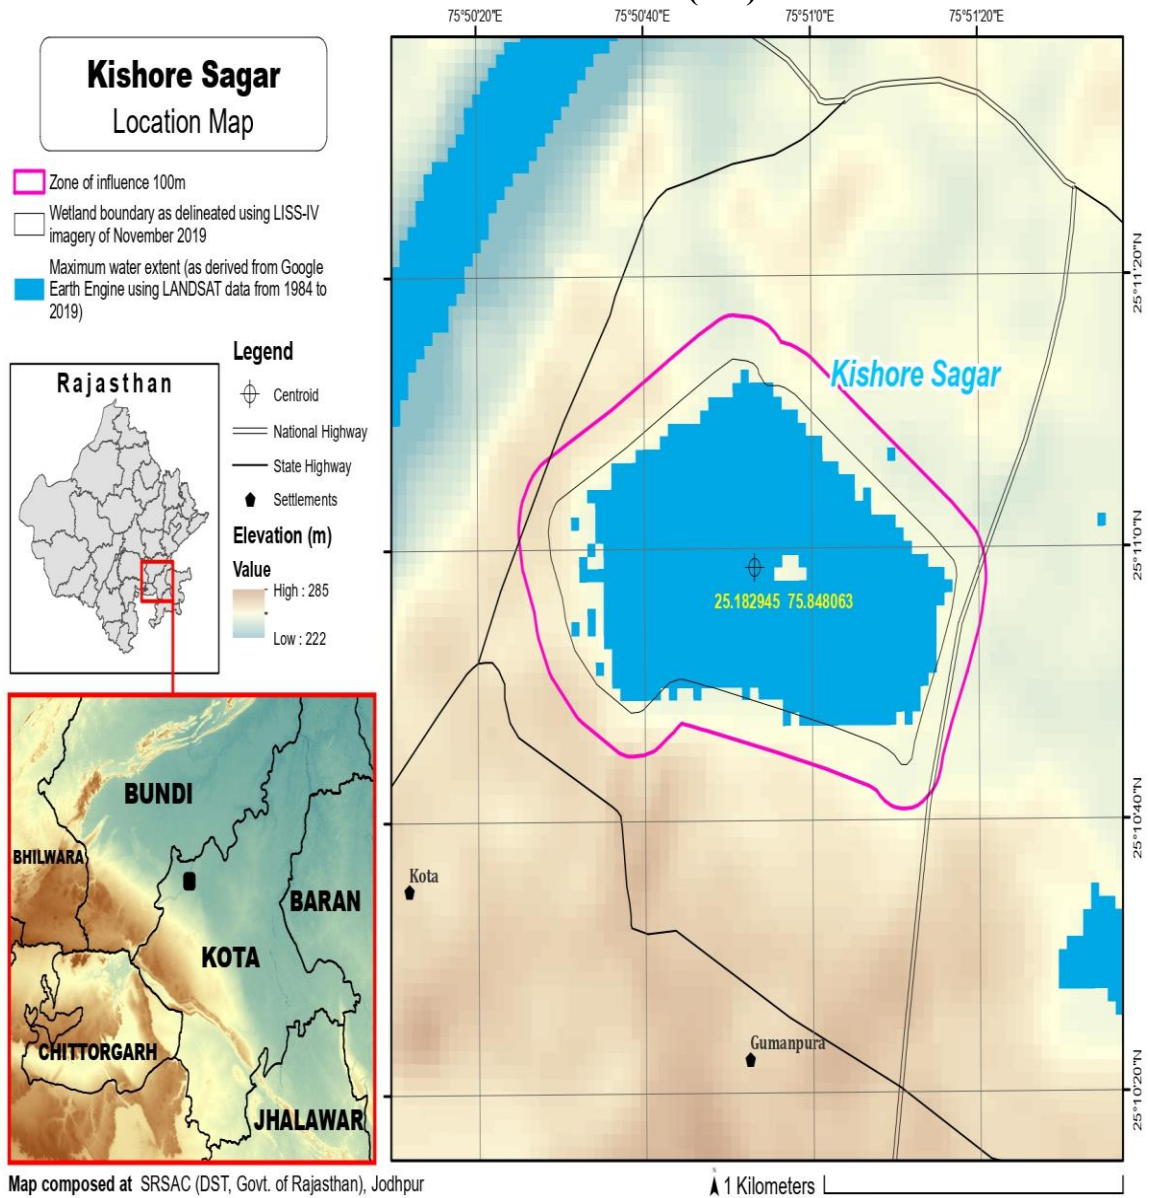 75°50'20"E
75°50'40"E
75°51'0"E
75°51'20"E
Kishore Sagar
Location Map
Zone of influence 100m
Wetland boundary as delineated using LISS-IV
imagery of November 2019
Maximum water extent (as derived from Google
Earth Engine using LANDSAT data from 1984 to
2019)
Rajasthan
Legend
Centroid
National Highway
State Highway
Settlements
Elevation (m)
Value
High : 285
Low : 222
BUNDI
BHILWARA
BARAN
KOTA
CHITTORGARH
JHALAWAR
Kishore Sagar
25.182945 75.848063
Kota
Gumanpura
25°11'20"N
25°11'0"N
25°10'40"N
25°10'20"N
Map composed at SRSAC (DST, Govt. of Rajasthan), Jodhpur
1 Kilometers